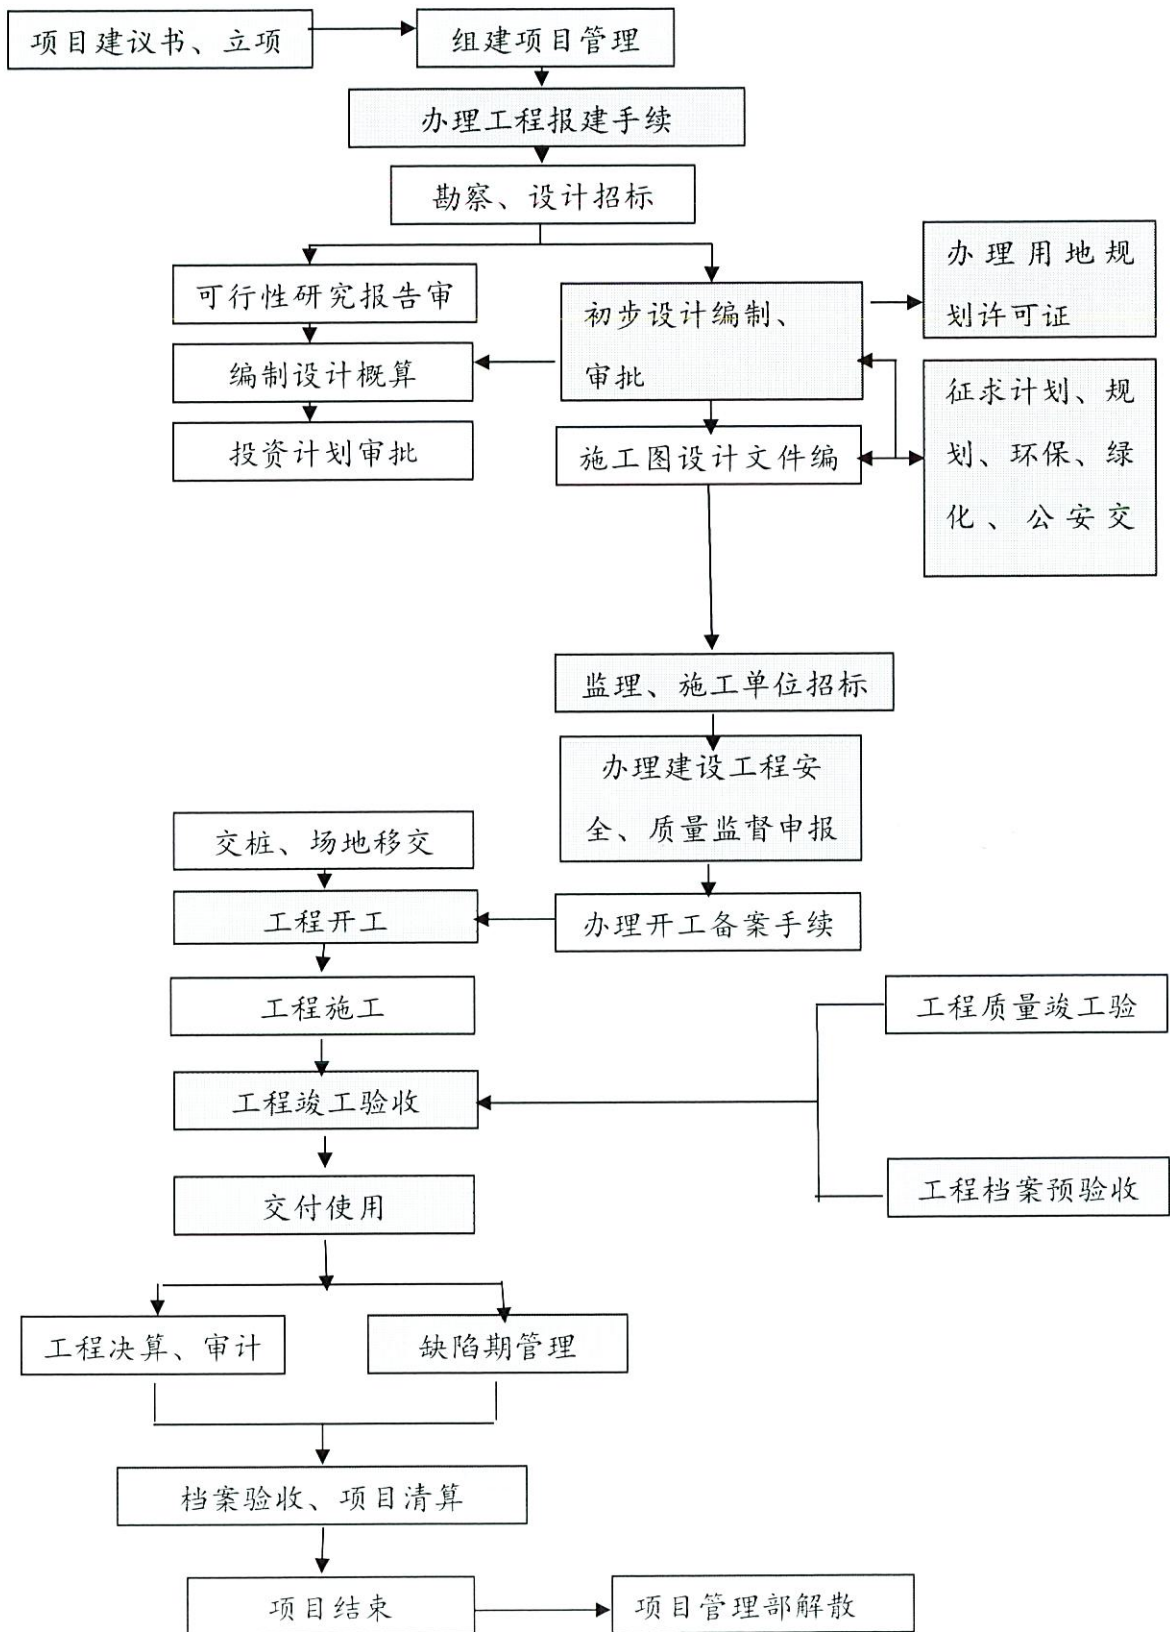 项目建议书、立项
组建项目管理
办理工程报建手续
勘察、设计招标
可行性研究报告审
初步设计编制、
审批
办理用地规
划许可证
编制设计概算
征求计划、规
划、环保、绿
化、公安交
投资计划审批
施工图设计文件编
监理、施工单位招标
办理建设工程安
全、质量监督申报
交桩、场地移交
工程开工
办理开工备案手续
工程施工
工程质量竣工验
工程竣工验收
工程档案预验收
交付使用
工程决算、审计
缺陷期管理
档案验收、项目清算
项目结束
项目管理部解散